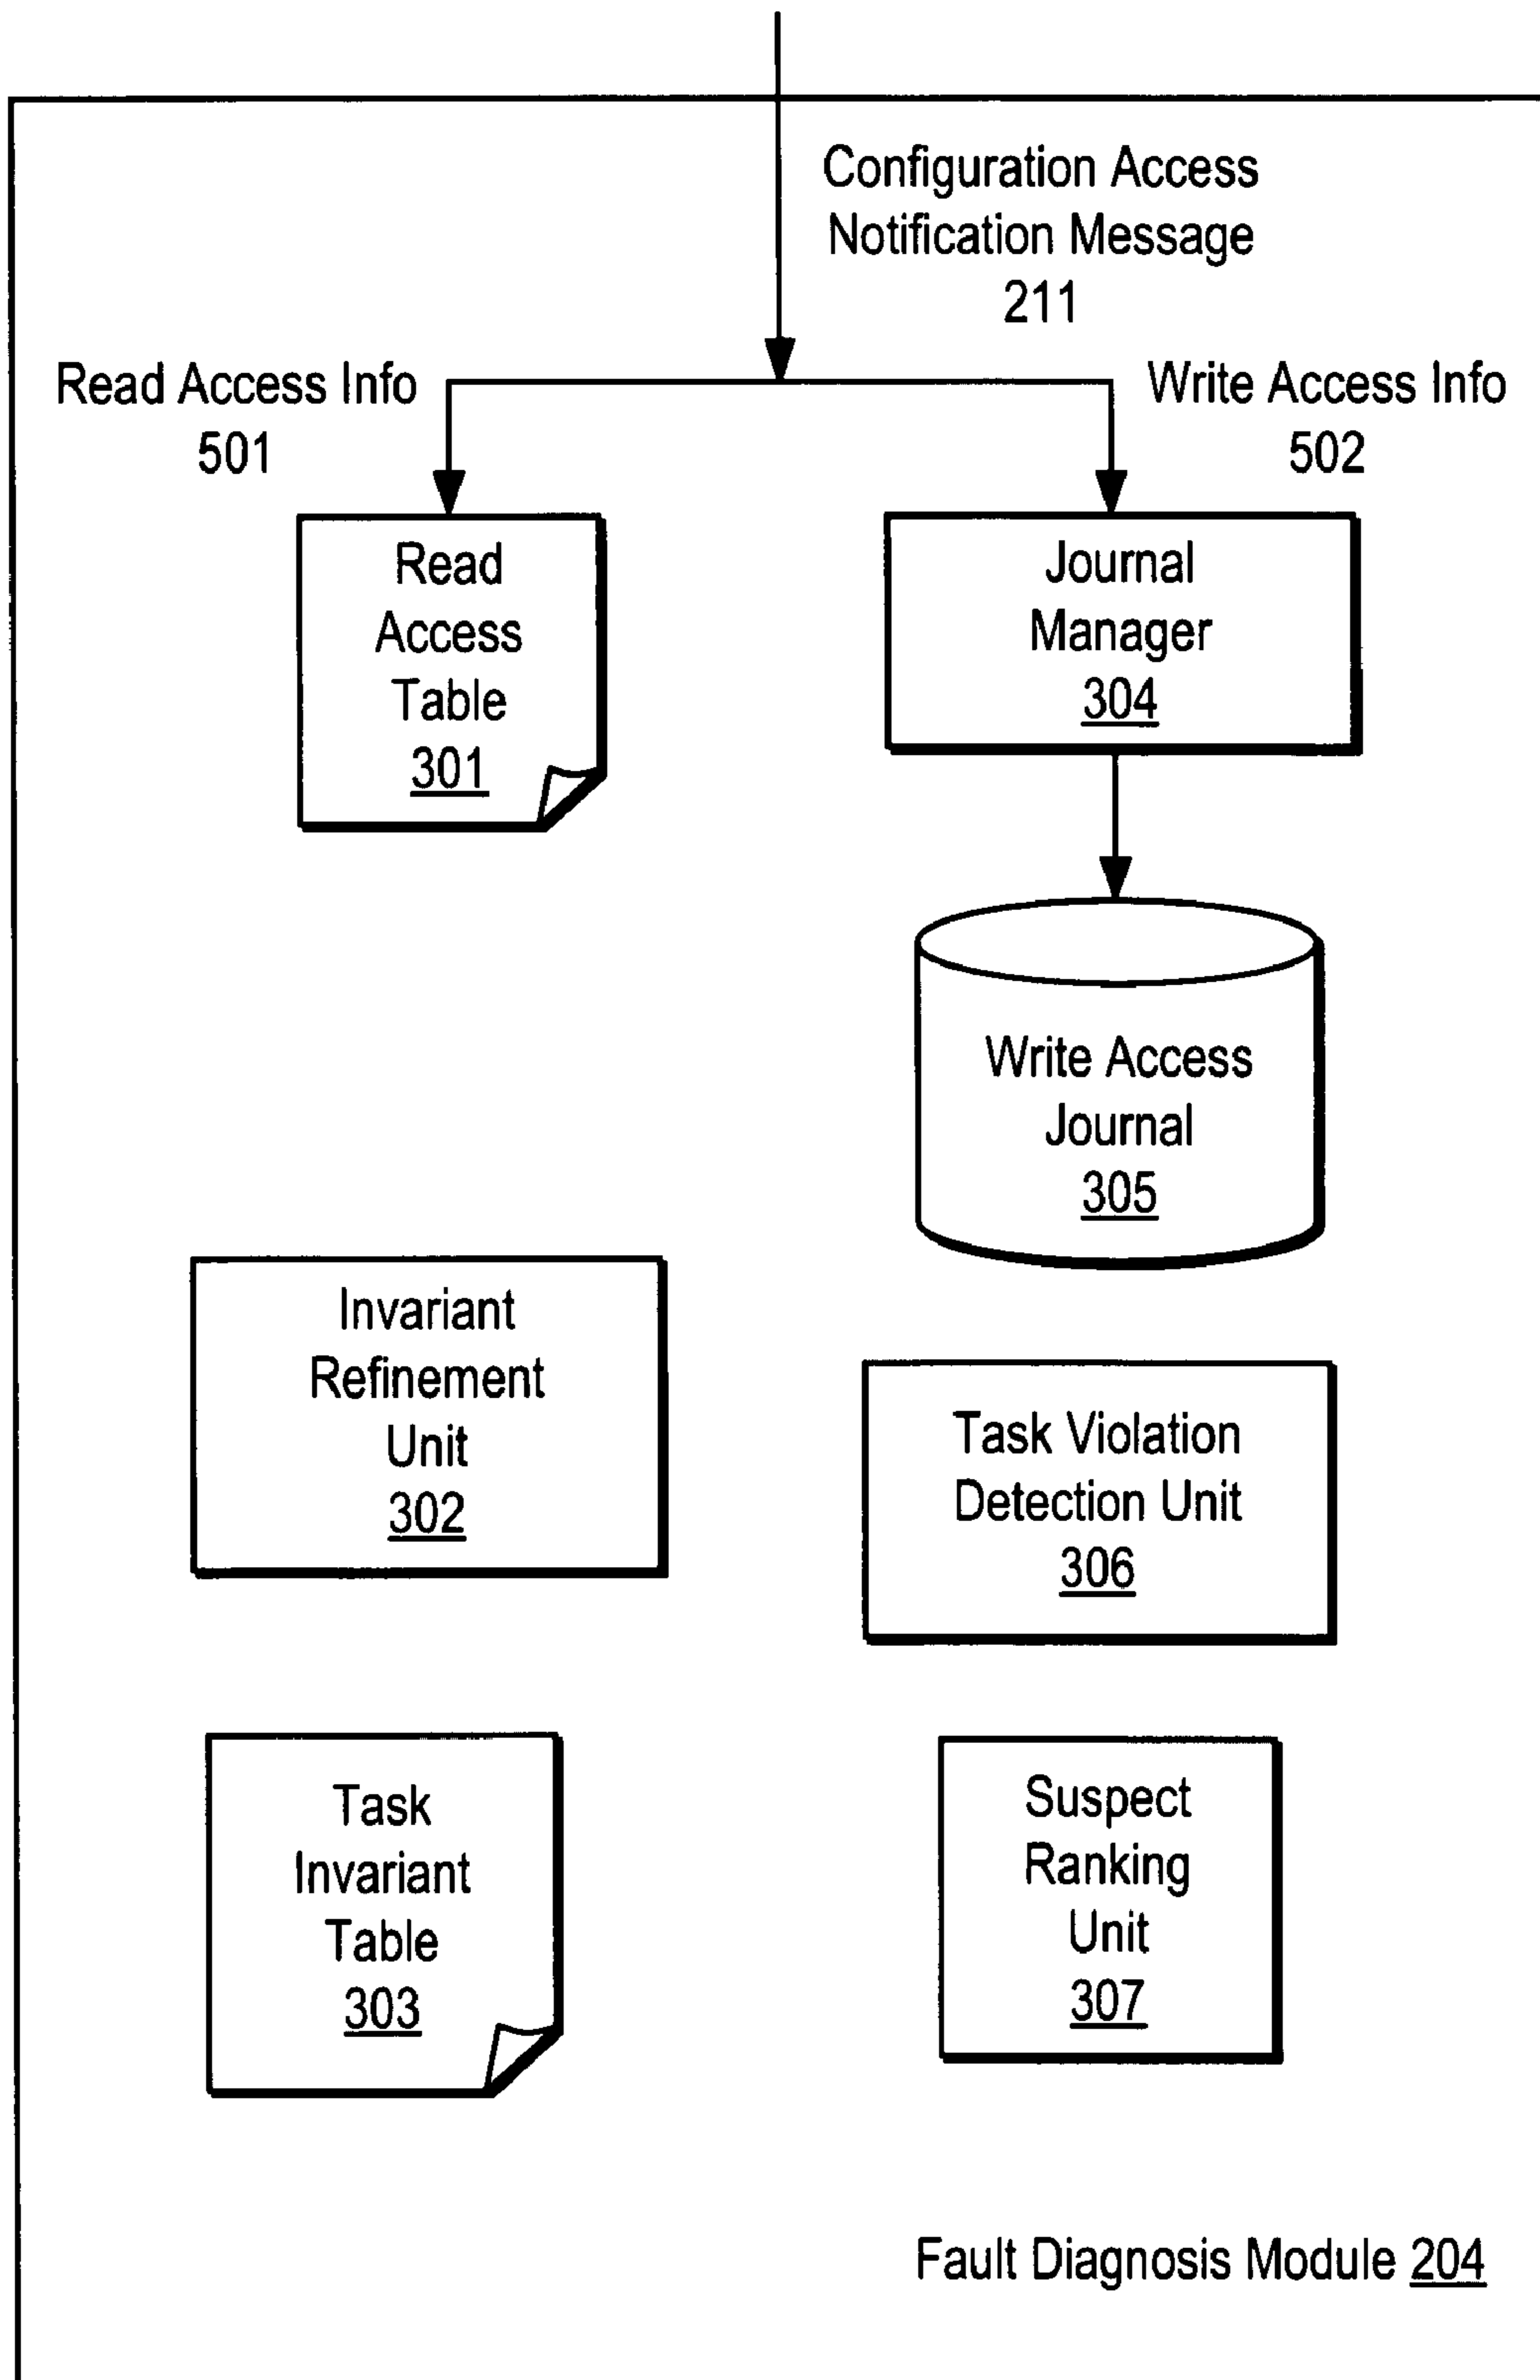 Configuration Access
Notification Message
211
Read Access Info
501
Write Access Info
502
Read
Access
Table
301
Journal
Manager
304
Write Access
Journal
305
Invariant
Refinement
Unit
302
Task Violation
Detection Unit
306
Task
Invariant
Table
303
Suspect
Ranking
Unit
307
Fault Diagnosis Module 204